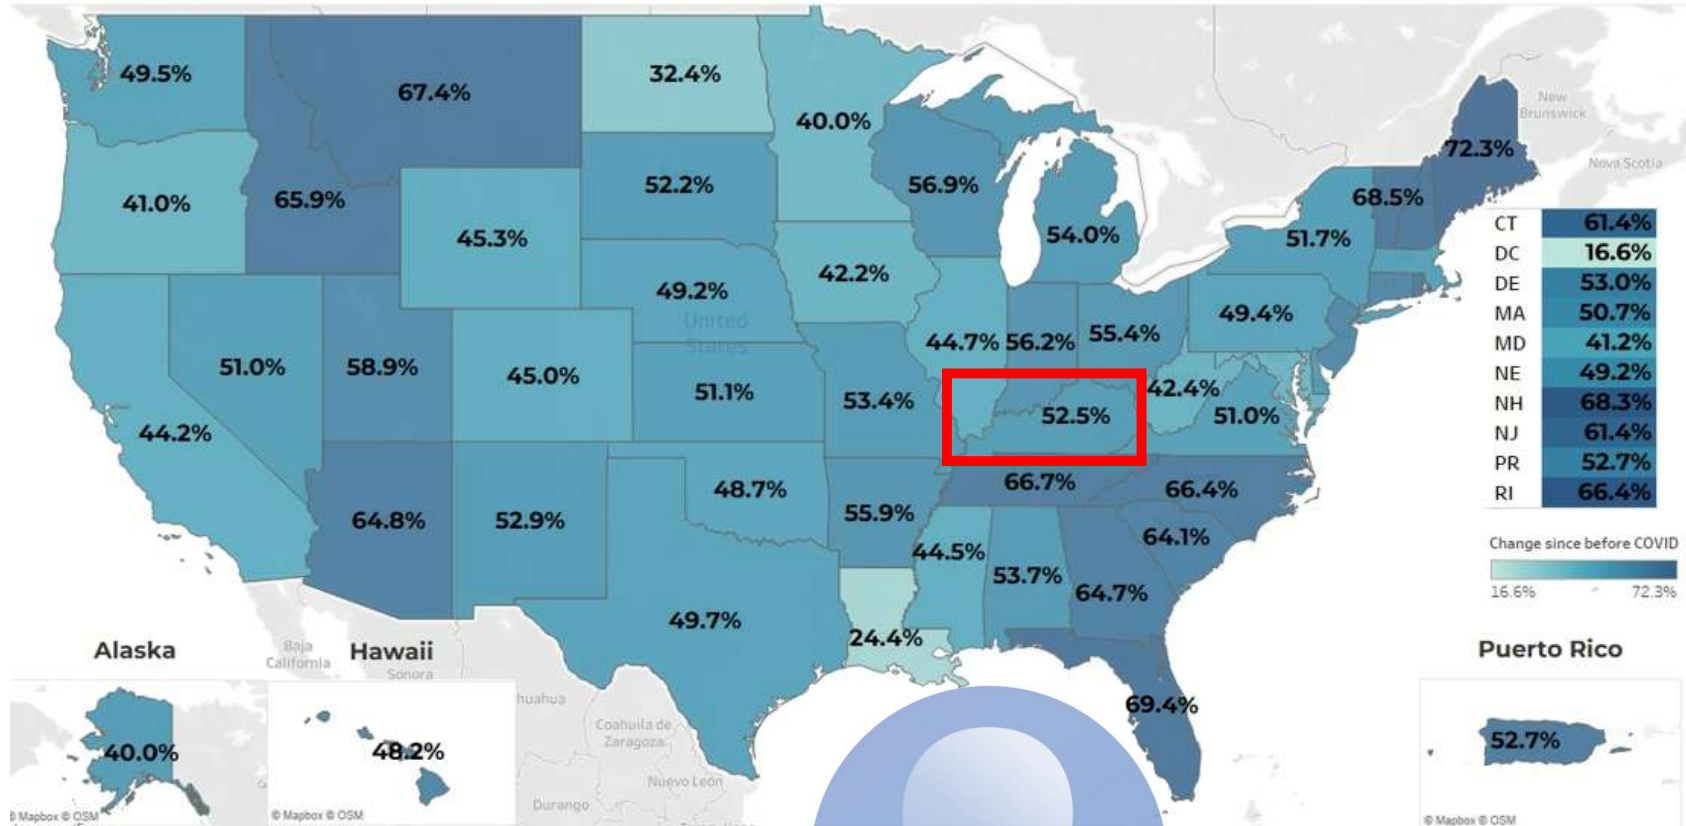 49.5%
67.4%
32.4%
40.0%
New
Brunswick
72.3%
Nova Scotia
41.0%
65.9%
45.3%
52.2%
56.9%
54.0%
68.5%
51.7%
CT 61.4%
DC 16.6%
DE 53.0%
MA 50.7%
MD 41.2%
NE 49.2%
NH 68.3%
NJ 61.4%
PR 52.7%
RI 66.4%
49.2%
42.2%
United
States
44.7%
56.2%
55.4%
49.4%
51.0%
58.9%
45.0%
51.1%
53.4%
52.5%
42.4%
51.0%
44.2%
64.8%
52.9%
48.7%
55.9%
66.7%
66.4%
64.1%
44.5%
53.7%
64.7%
49.7%
24.4%
69.4%
Change since before COVID
16.6% 72.3%
Alaska
40.0%
© Mapbox © OSM
Baja
California
Sonora
Hawaii
48.2%
© Mapbox © OSM
huahua
Coahuila de
Zaragoza
Nuevo León
Durango
Puerto Rico
52.7%
© Mapbox © OSM